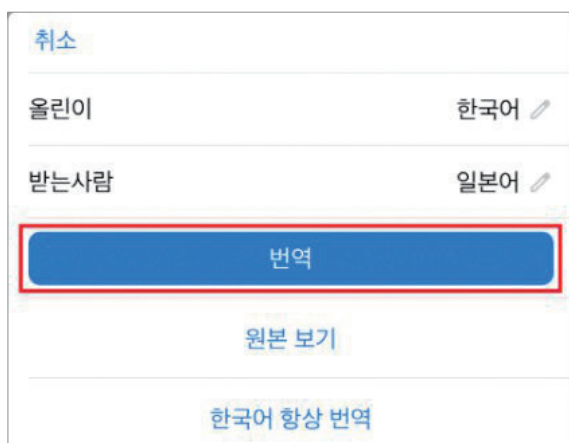 취소
올린이 한국어
받는사람 일본어
번역
원본 보기
한국어 항상 번역